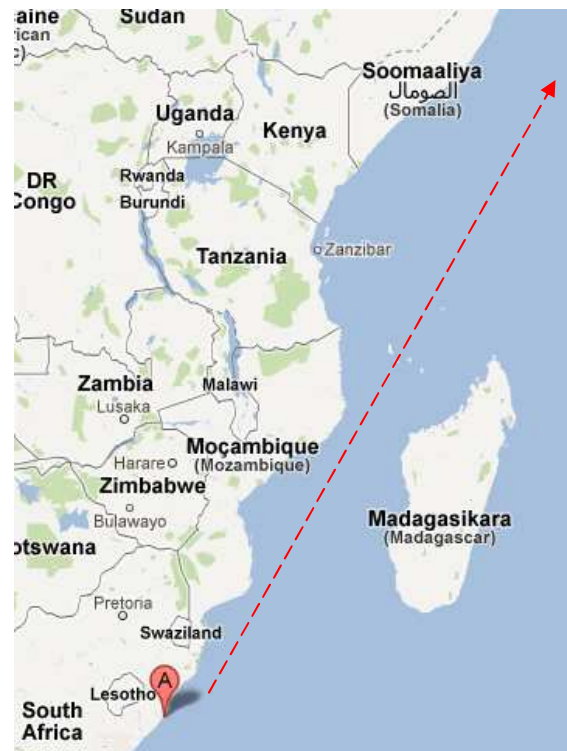 aine
rican
c)
Sudan
Soomaaliya
الصومال
(Somalia)
Uganda
Kampala
Kenya
DR
Congo
Rwanda
Burundi
Tanzania
Zanzibar
Zambia
Lusaka
Malawi
Moçambique
(Mozambique)
Harare
Zimbabwe
Bulawayo
otswana
Madagasikara
(Madagascar)
Pretoria
Swaziland
Lesotho
A
South
Africa